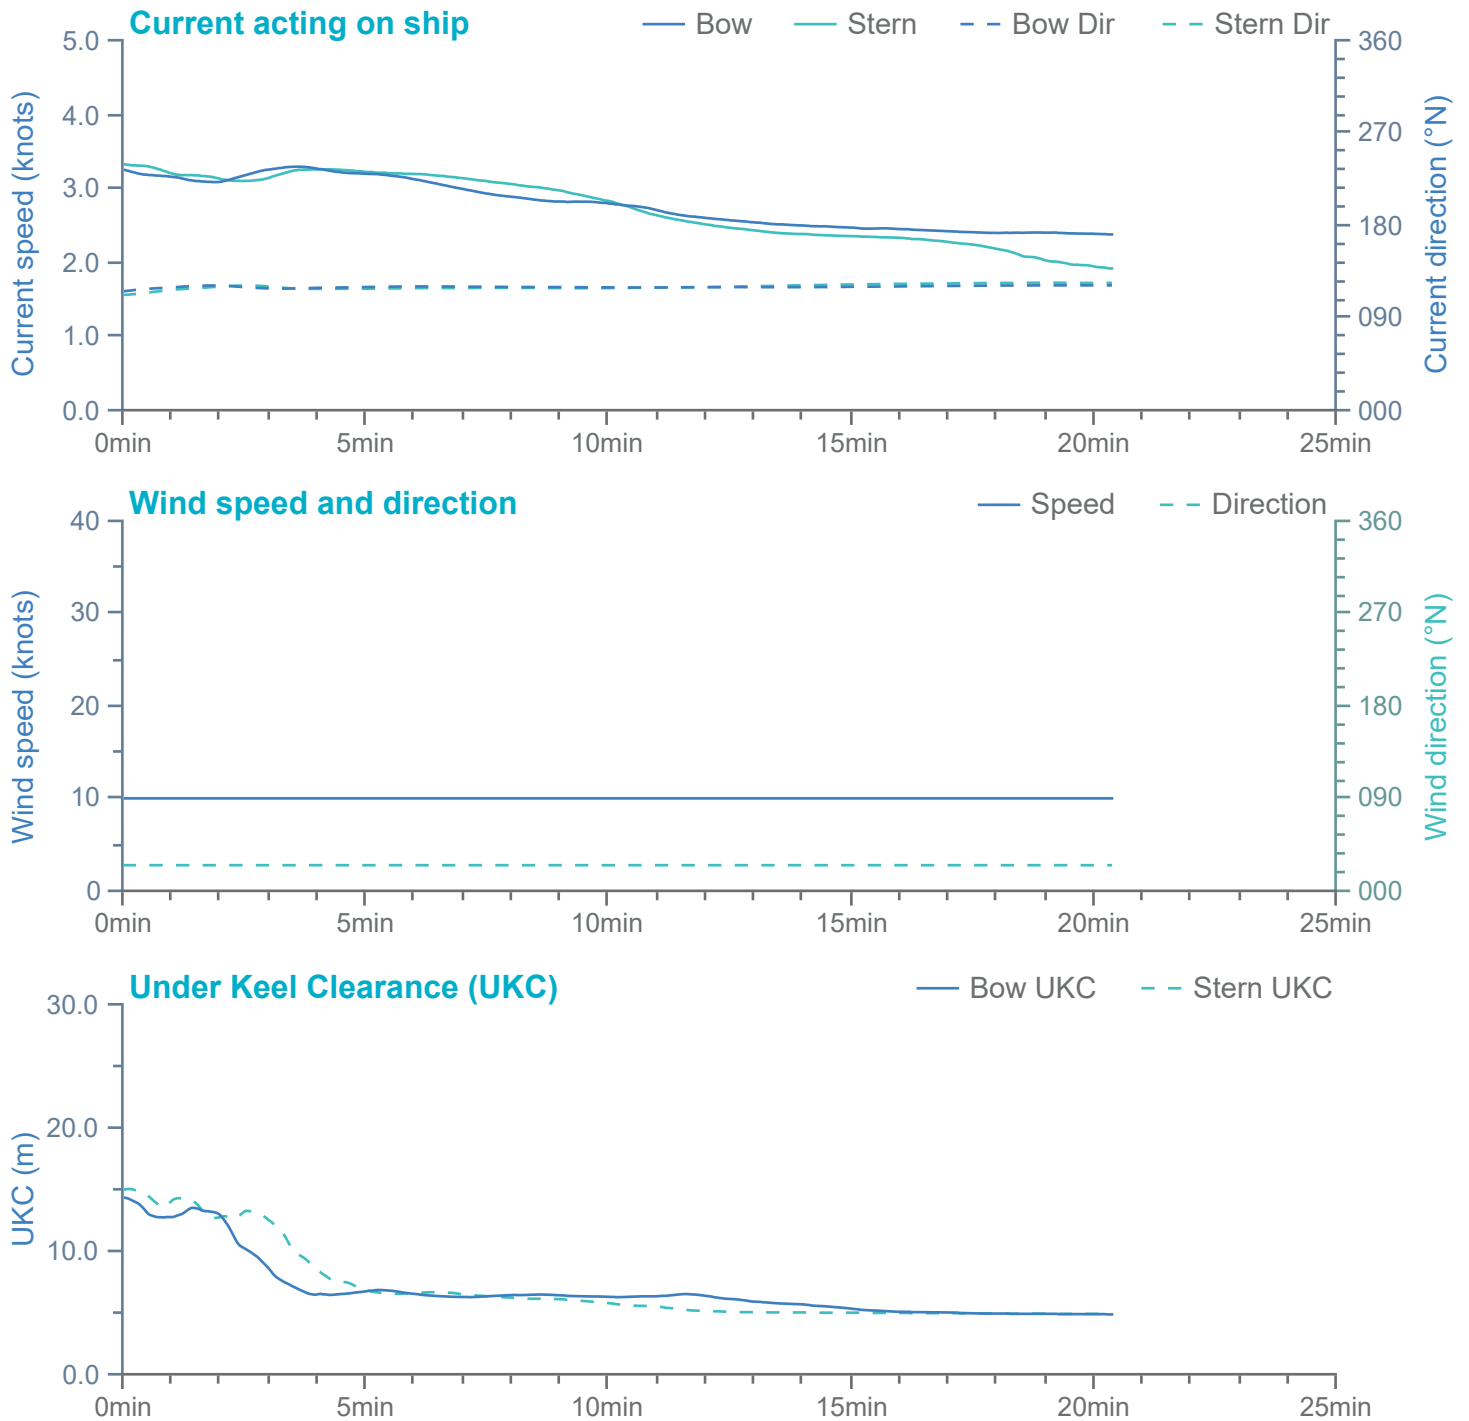 Current acting on ship
Bow
Stern
Bow Dir
Stern Dir
Current speed (knots)
5.0
4.0
3.0
2.0
1.0
0.0
360
270
180
090
000
Current direction (°N)
0min
5min
10min
15min
20min
25min
Wind speed and direction
Speed
Direction
Wind speed (knots)
40
30
20
10
0
360
270
180
090
000
Wind direction (°N)
0min
5min
10min
15min
20min
25min
Under Keel Clearance (UKC)
Bow UKC
Stern UKC
UKC (m)
30.0
20.0
10.0
0.0
0min
5min
10min
15min
20min
25min